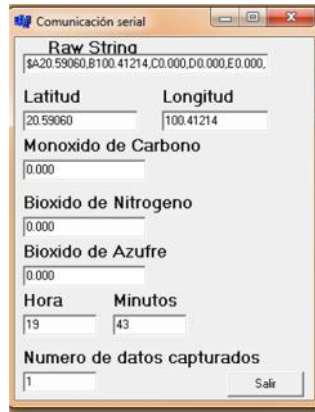 Comunicación serial
Raw String
$A20.59060,B100.41214,C0.000,D0.000,E0.000,
Latitud Longitud
20.59060 100.41214
Monoxido de Carbono
0.000
Bioxido de Nitrogeno
0.000
Bioxido de Azufre
0.000
Hora Minutos
19 43
Numero de datos capturados
1 Salir